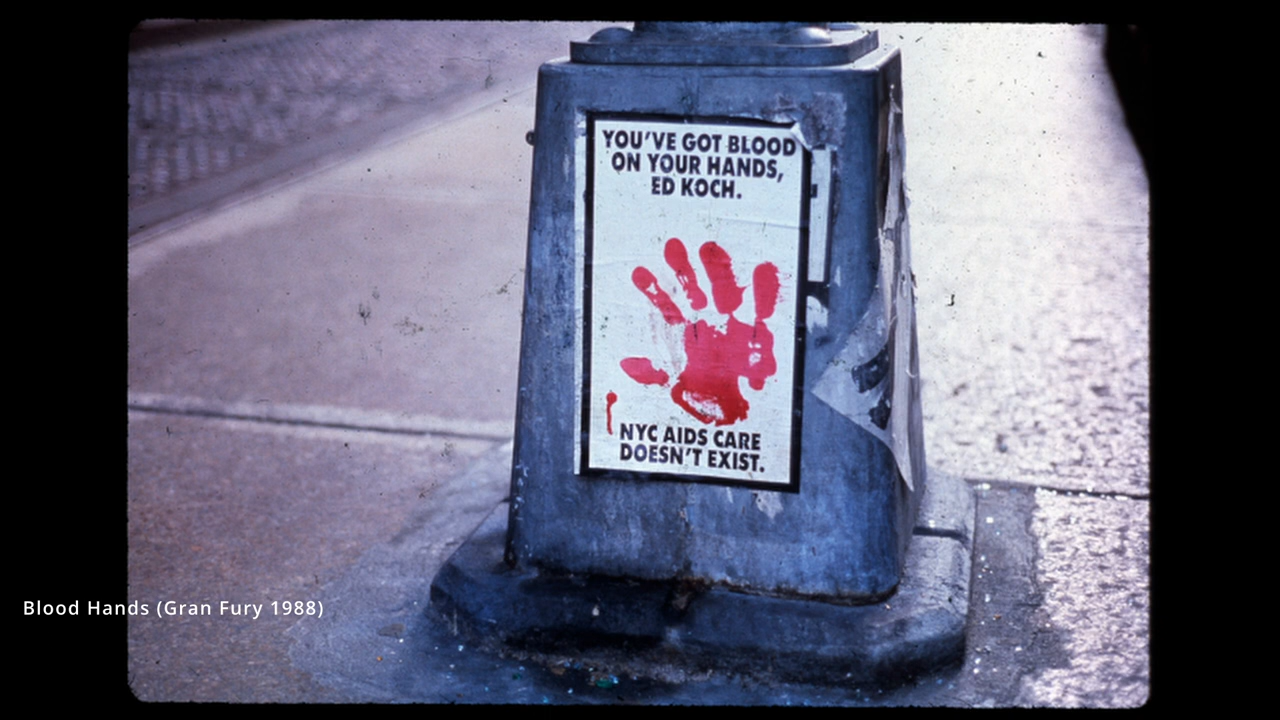 YOU'VE GOT BLOOD
ON YOUR HANDS,
ED KOCH.
NYC AIDS CARE
DOESN'T EXIST.
Blood Hands (Gran Fury 1988)